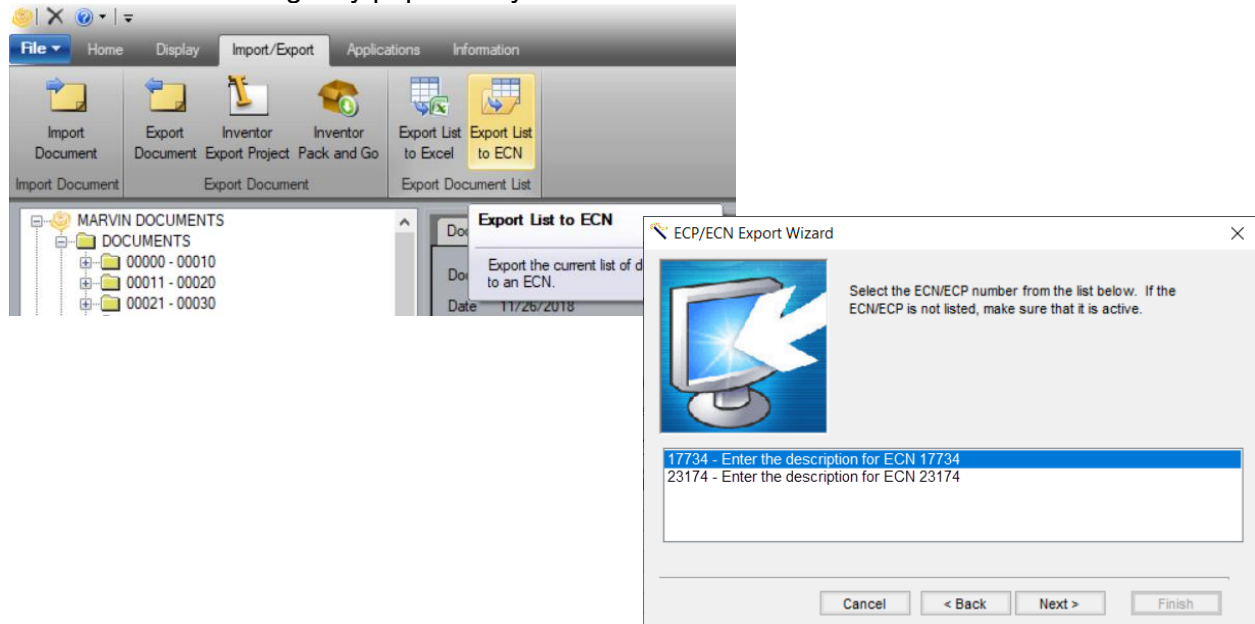 File Home Display Import/Export Applications Information
Import Document
Export Document
Inventor Export Project
Inventor Pack and Go
Export List to Excel
Export List to ECN
Import Document
Export Document
Export Document List
MARVIN DOCUMENTS
DOCUMENTS
00000 - 00010
00011 - 00020
00021 - 00030
Export List to ECN
Export the current list of d
to an ECN.
Date 11/26/2018
ECP/ECN Export Wizard
Select the ECN/ECP number from the list below. If the
ECN/ECP is not listed, make sure that it is active.
17734 - Enter the description for ECN 17734
23174 - Enter the description for ECN 23174
Cancel < Back Next > Finish